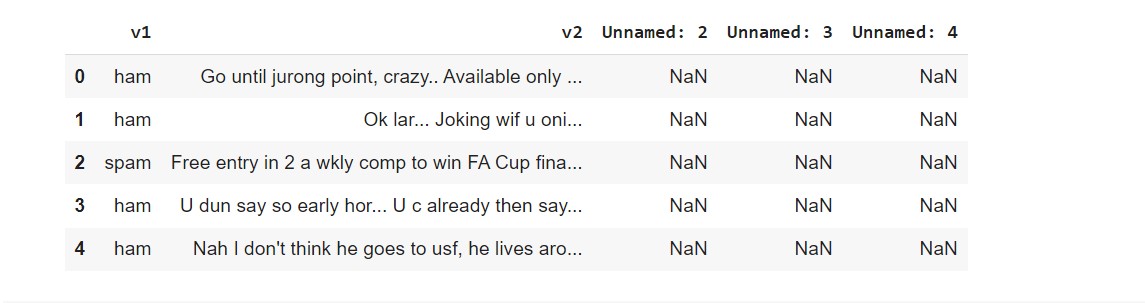 v1 v2 Unnamed: 2 Unnamed: 3 Unnamed: 4
0 ham Go until jurong point, crazy.. Available only ... NaN NaN NaN
1 ham Ok lar... Joking wif u oni... NaN NaN NaN
2 spam Free entry in 2 a wkly comp to win FA Cup fina... NaN NaN NaN
3 ham U dun say so early hor... U c already then say... NaN NaN NaN
4 ham Nah I don't think he goes to usf, he lives aro... NaN NaN NaN